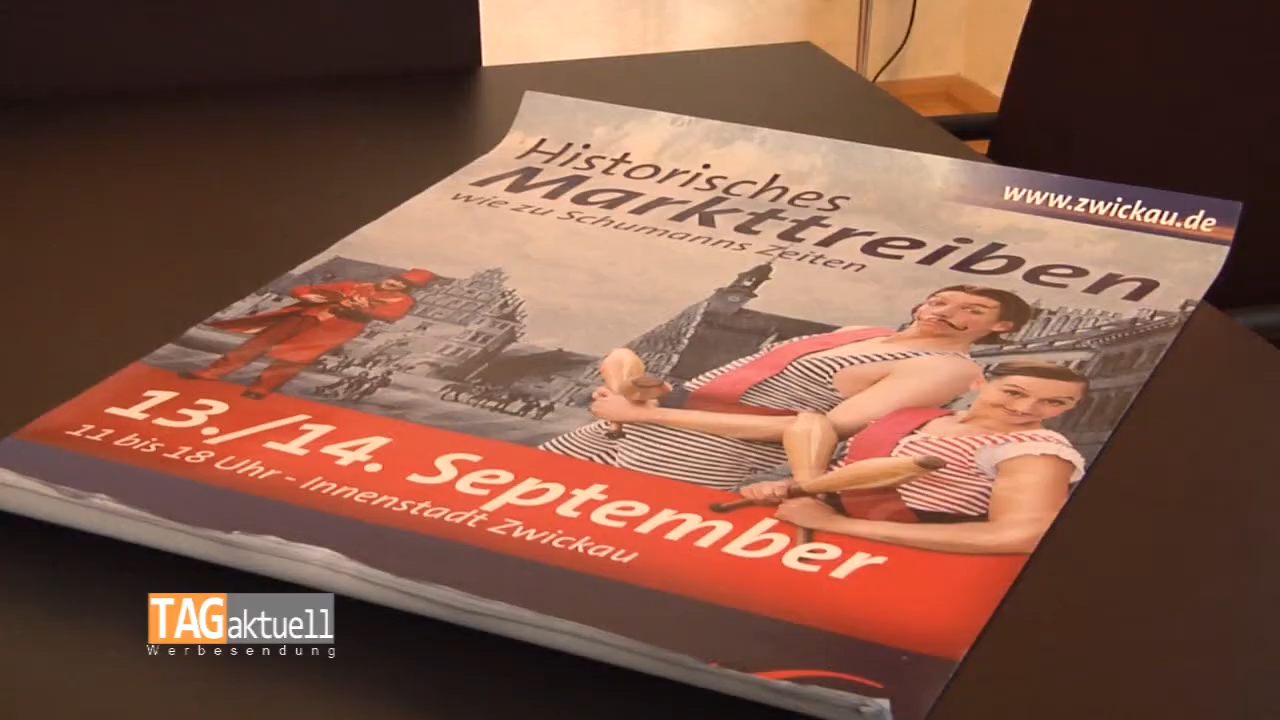 www.zwickau.de
Historisches
Markttreiben
wie zu Schumanns Zeiten
13./14. September
11 bis 18 Uhr - Innenstadt Zwickau
TAGaktuell
Werbesendung